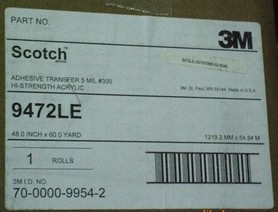 PART NO.
3M
Scotch
ADHESIVE TRANSFER 5 MIL #300
HI-STRENGTH ACRYLIC
3M, St. Paul, MN 55144 Made in U.S.A.
9472LE
48.0 INCH x 60.0 YARD
1219.2 MM x 54.84 M
1 ROLLS
3M I.D. NO.
70-0000-9954-2